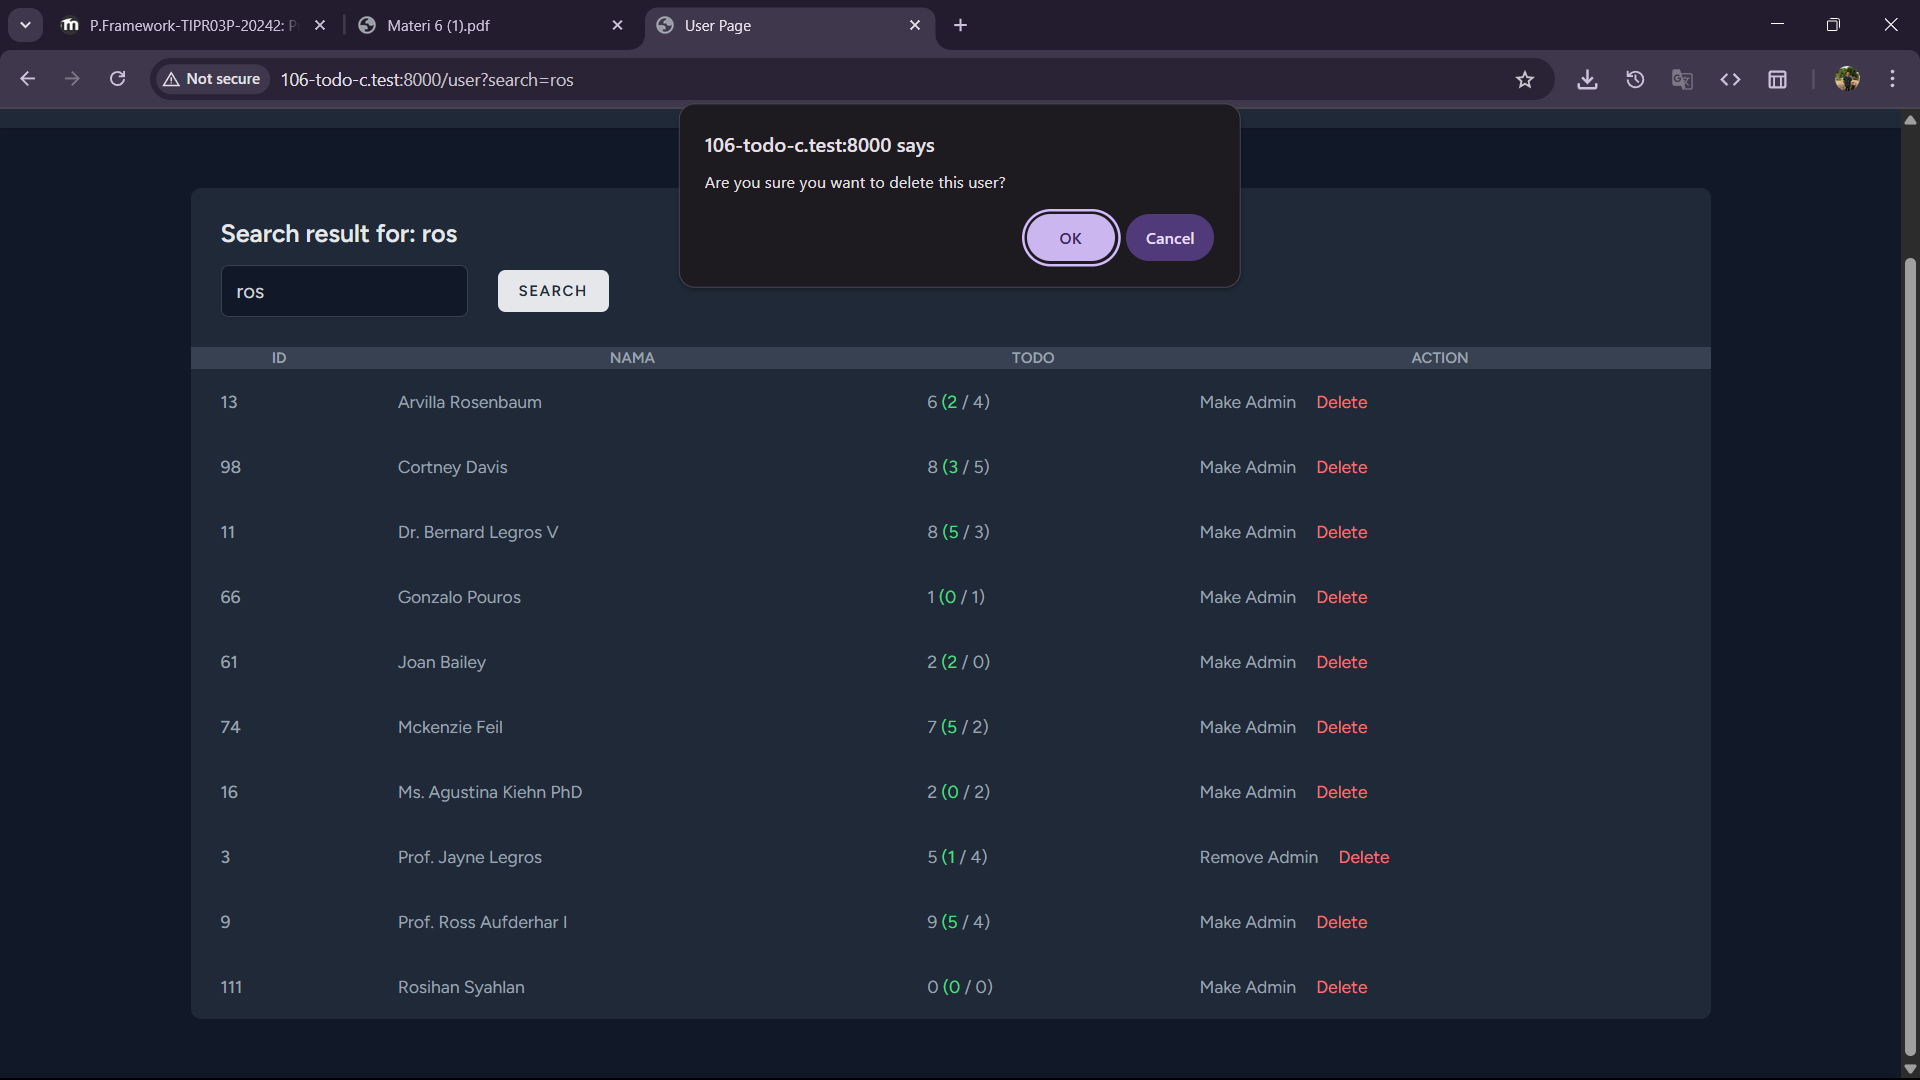 P.Framework-TIPR03P-20242: P
Materi 6 (1).pdf
User Page
Not secure
106-todo-c.test:8000/user?search=ros
106-todo-c.test:8000 says
Are you sure you want to delete this user?
OK
Cancel
Search result for: ros
ros
SEARCH
ID NAMA TODO ACTION
13 Arvilla Rosenbaum 6 (2 / 4) Make Admin Delete
98 Cortney Davis 8 (3 / 5) Make Admin Delete
11 Dr. Bernard Legros V 8 (5 / 3) Make Admin Delete
66 Gonzalo Pouros 1 (0 / 1) Make Admin Delete
61 Joan Bailey 2 (2 / 0) Make Admin Delete
74 Mckenzie Feil 7 (5 / 2) Make Admin Delete
16 Ms. Agustina Kiehn PhD 2 (0 / 2) Make Admin Delete
3 Prof. Jayne Legros 5 (1 / 4) Remove Admin Delete
9 Prof. Ross Aufderhar I 9 (5 / 4) Make Admin Delete
111 Rosihan Syahlan 0 (0 / 0) Make Admin Delete